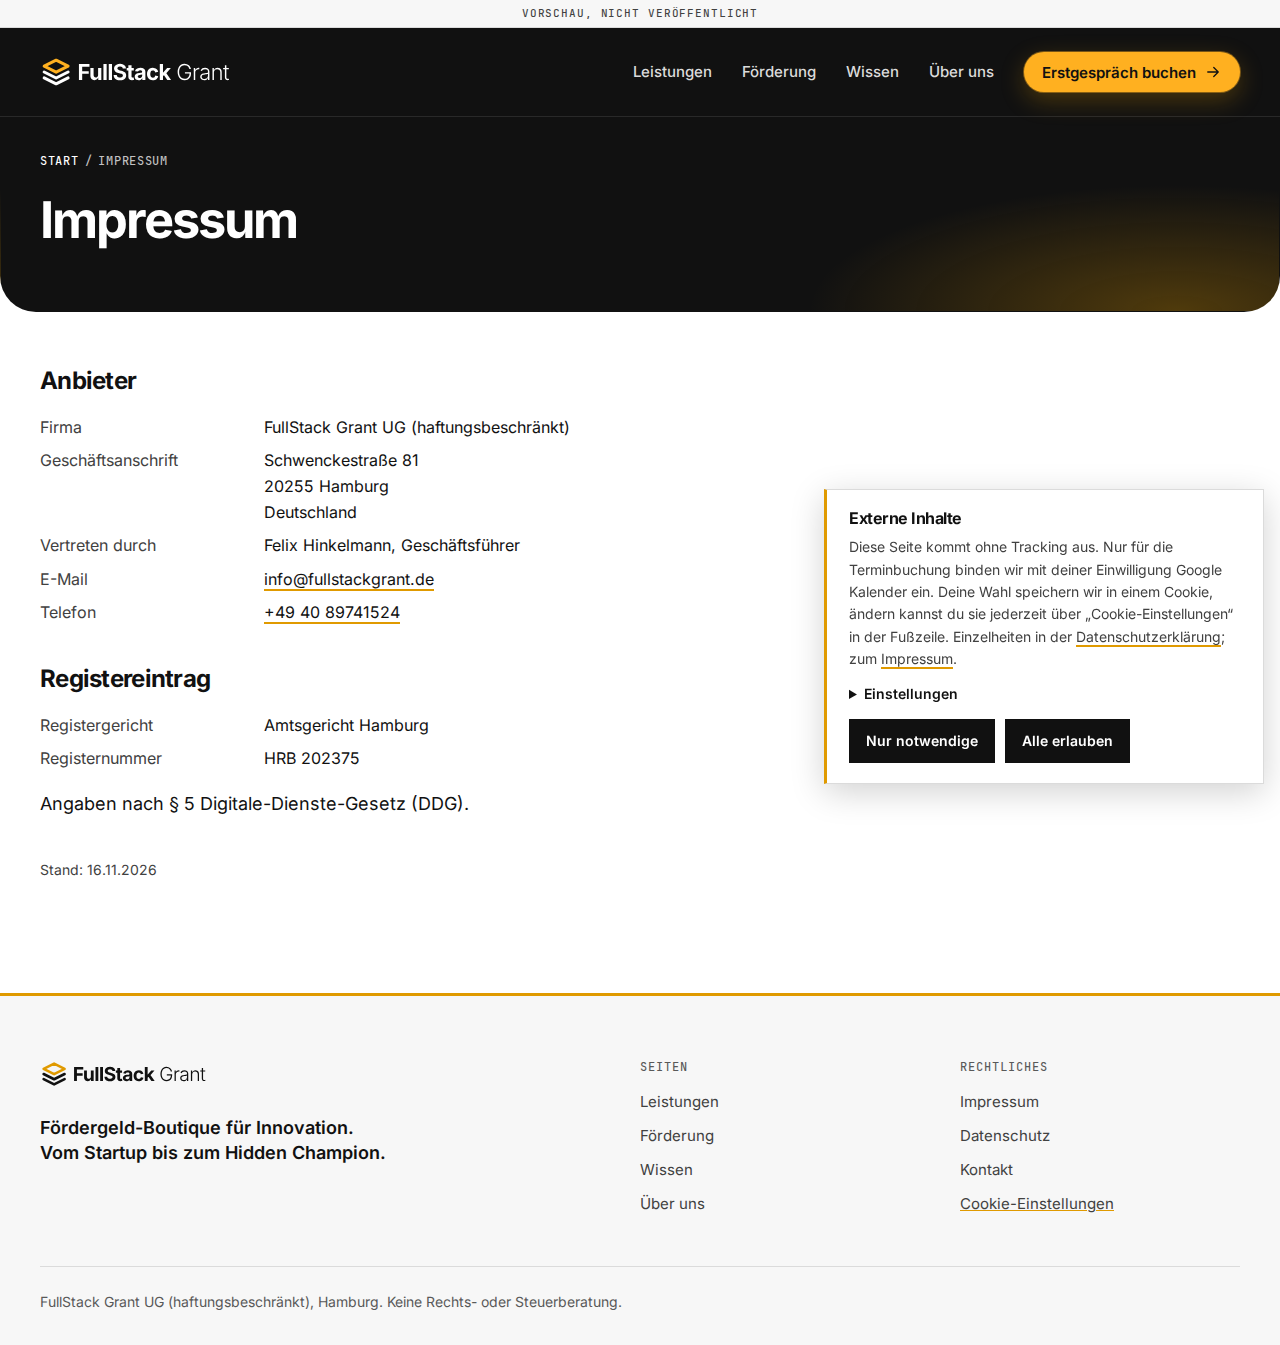 VORSCHAU, NICHT VERÖFFENTLICHT
FullStack Grant
Leistungen
Förderung
Wissen
Über uns
Erstgespräch buchen
START / IMPRESSUM
Impressum
Anbieter
Firma
FullStack Grant UG (haftungsbeschränkt)
Geschäftsanschrift
Schwenckestraße 81
20255 Hamburg
Deutschland
Vertreten durch
Felix Hinkelmann, Geschäftsführer
E-Mail
info@fullstackgrant.de
Telefon
+49 40 89741524
Registereintrag
Registergericht
Amtsgericht Hamburg
Registernummer
HRB 202375
Angaben nach § 5 Digitale-Dienste-Gesetz (DDG).
Stand: 16.11.2026
Externe Inhalte
Diese Seite kommt ohne Tracking aus. Nur für die
Terminbuchung binden wir mit deiner Einwilligung Google
Kalender ein. Deine Wahl speichern wir in einem Cookie,
ändern kannst du sie jederzeit über „Cookie-Einstellungen“
in der Fußzeile. Einzelheiten in der Datenschutzerklärung;
zum Impressum.
Einstellungen
Nur notwendige
Alle erlauben
FullStack Grant
Fördergeld-Boutique für Innovation.
Vom Startup bis zum Hidden Champion.
SEITEN
Leistungen
Förderung
Wissen
Über uns
RECHTLICHES
Impressum
Datenschutz
Kontakt
Cookie-Einstellungen
FullStack Grant UG (haftungsbeschränkt), Hamburg. Keine Rechts- oder Steuerberatung.